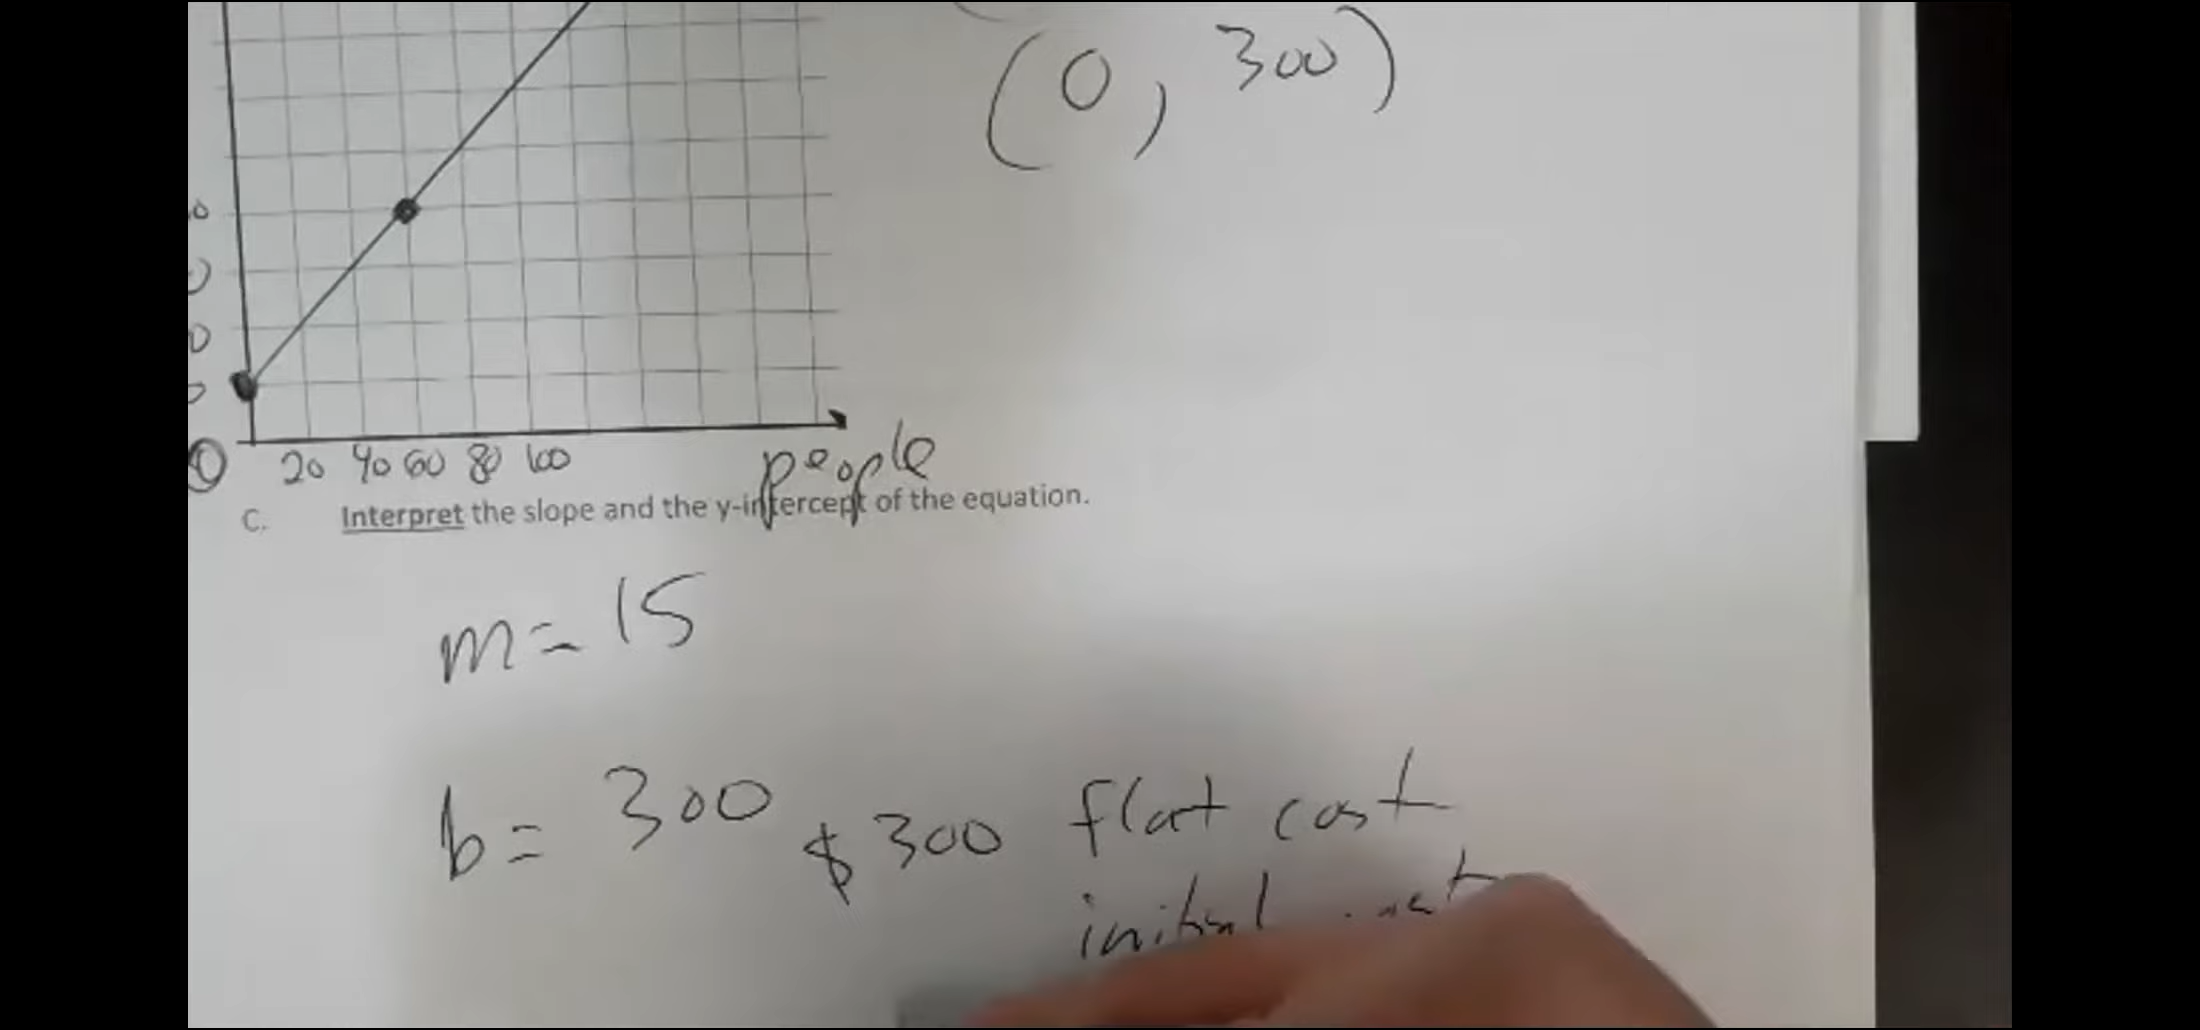 (0, 300)
0
20 40 60 80 100
people
C. Interpret the slope and the y-intercept of the equation.
m = 15
b = 300 $300 flat cost
initial